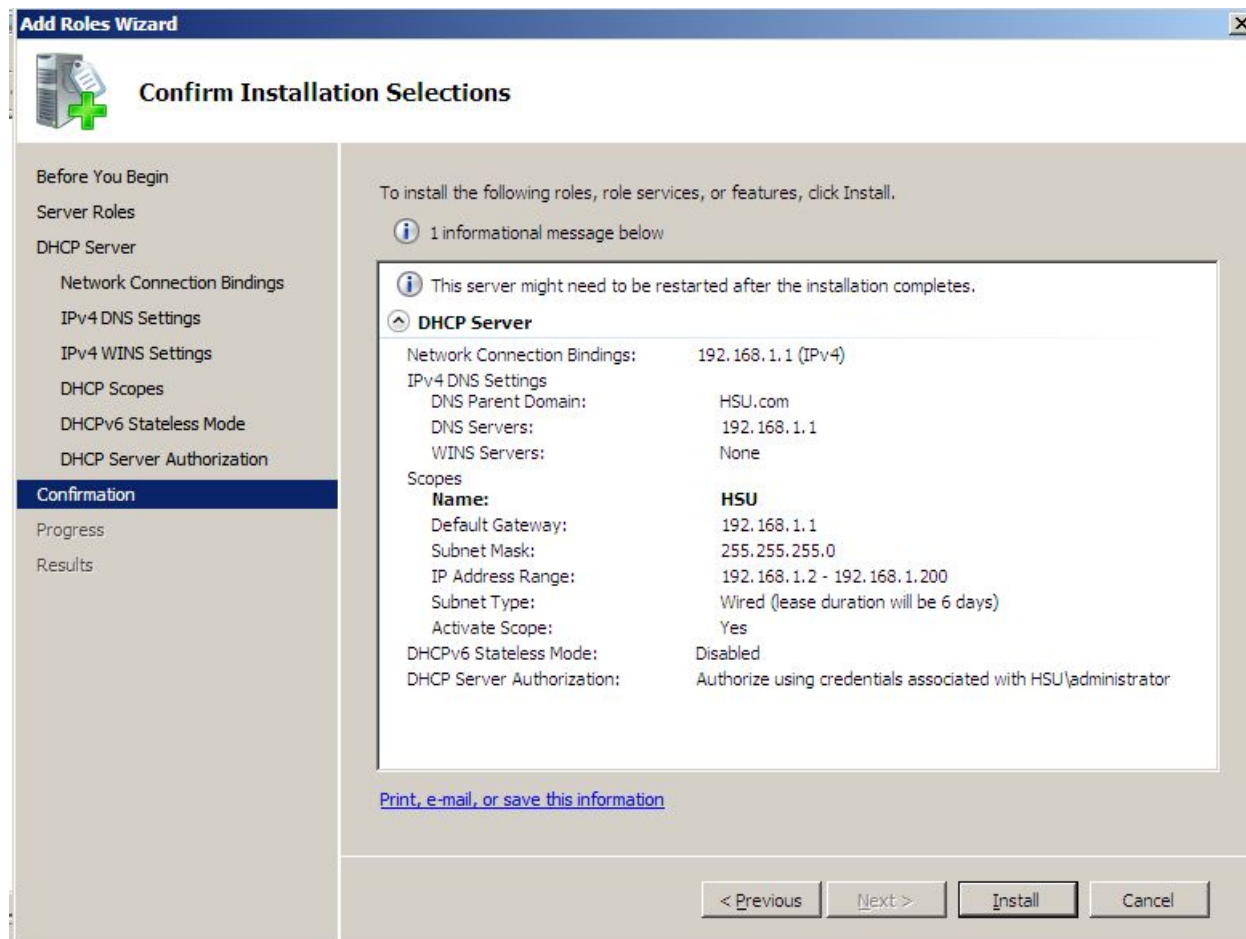 Add Roles Wizard
Confirm Installation Selections
Before You Begin
Server Roles
DHCP Server
Network Connection Bindings
IPv4 DNS Settings
IPv4 WINS Settings
DHCP Scopes
DHCPv6 Stateless Mode
DHCP Server Authorization
Confirmation
Progress
Results
To install the following roles, role services, or features, click Install.
1 informational message below
This server might need to be restarted after the installation completes.
DHCP Server
Network Connection Bindings: 192.168.1.1 (IPv4)
IPv4 DNS Settings
DNS Parent Domain: HSU.com
DNS Servers: 192.168.1.1
WINS Servers: None
Scopes
Name: HSU
Default Gateway: 192.168.1.1
Subnet Mask: 255.255.255.0
IP Address Range: 192.168.1.2 - 192.168.1.200
Subnet Type: Wired (lease duration will be 6 days)
Activate Scope: Yes
DHCPv6 Stateless Mode: Disabled
DHCP Server Authorization: Authorize using credentials associated with HSU\administrator
Print, e-mail, or save this information
< Previous Next > Install Cancel